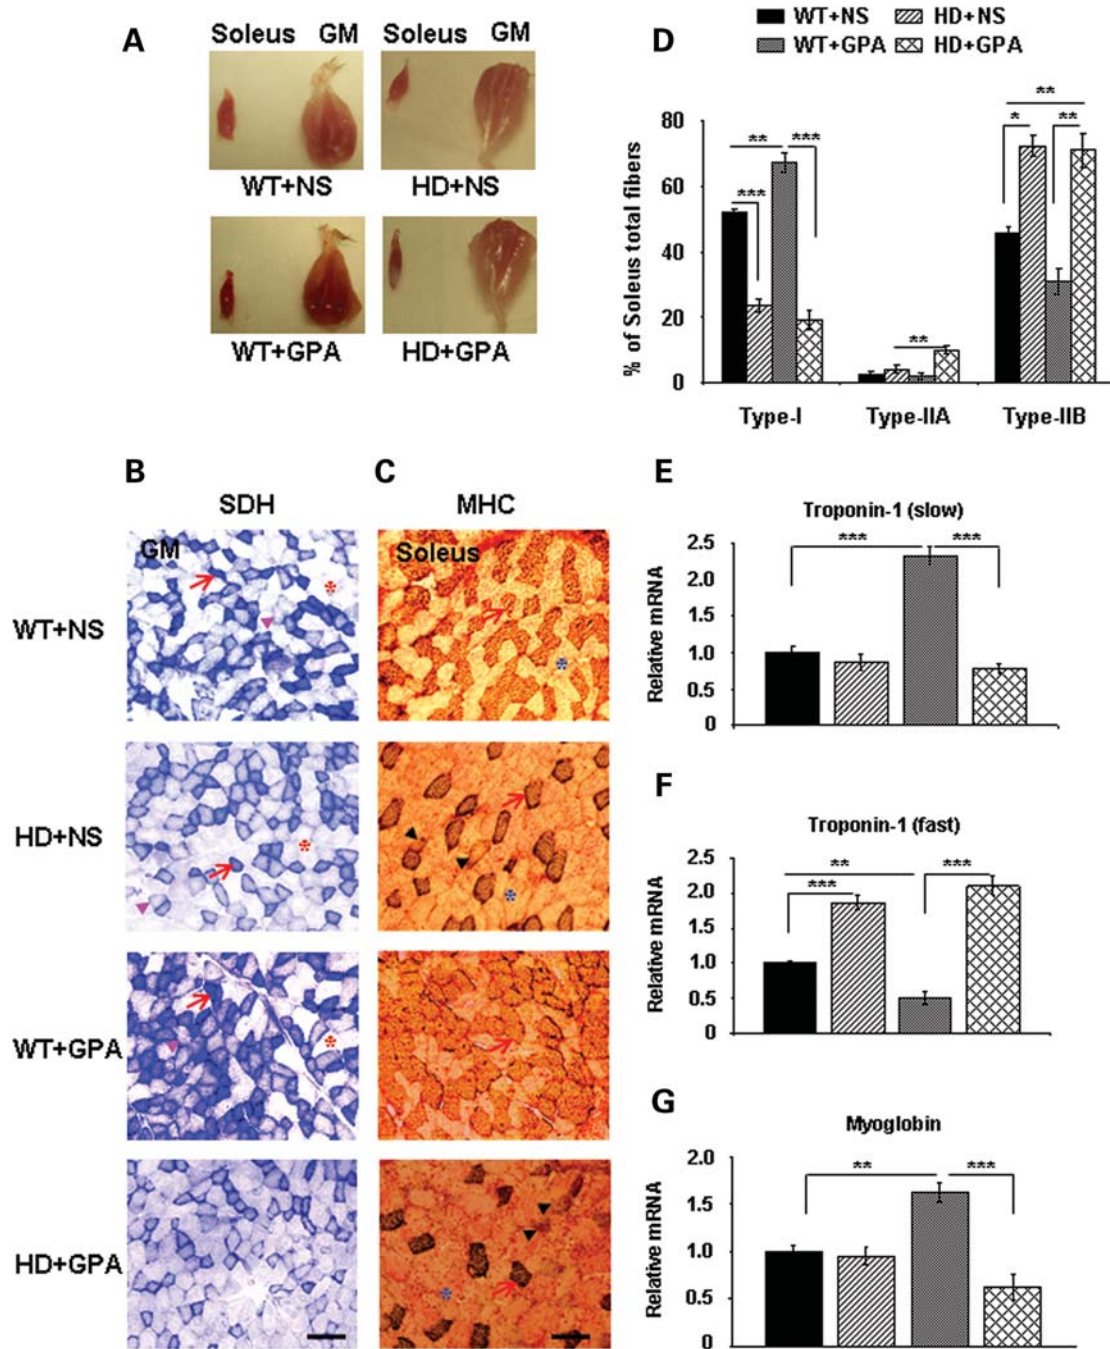 A
Soleus GM Soleus GM
WT+NS HD+NS
WT+GPA HD+GPA
D
WT+NS HD+NS
WT+GPA HD+GPA
% of Soleus total fibers
80
60
40
20
0
** *** *** ** ** * **
Type-I Type-IIA Type-IIB
B
SDH
C
MHC
GM
Soleus
WT+NS
* *
HD+NS
* *
WT+GPA
*
HD+GPA
*
E
Troponin-1 (slow)
Relative mRNA
2.5
2.0
1.5
1.0
0.5
0
*** ***
F
Troponin-1 (fast)
Relative mRNA
2.5
2.0
1.5
1.0
0.5
0
** *** ***
G
Myoglobin
Relative mRNA
2.0
1.5
1.0
0.5
0
** ***